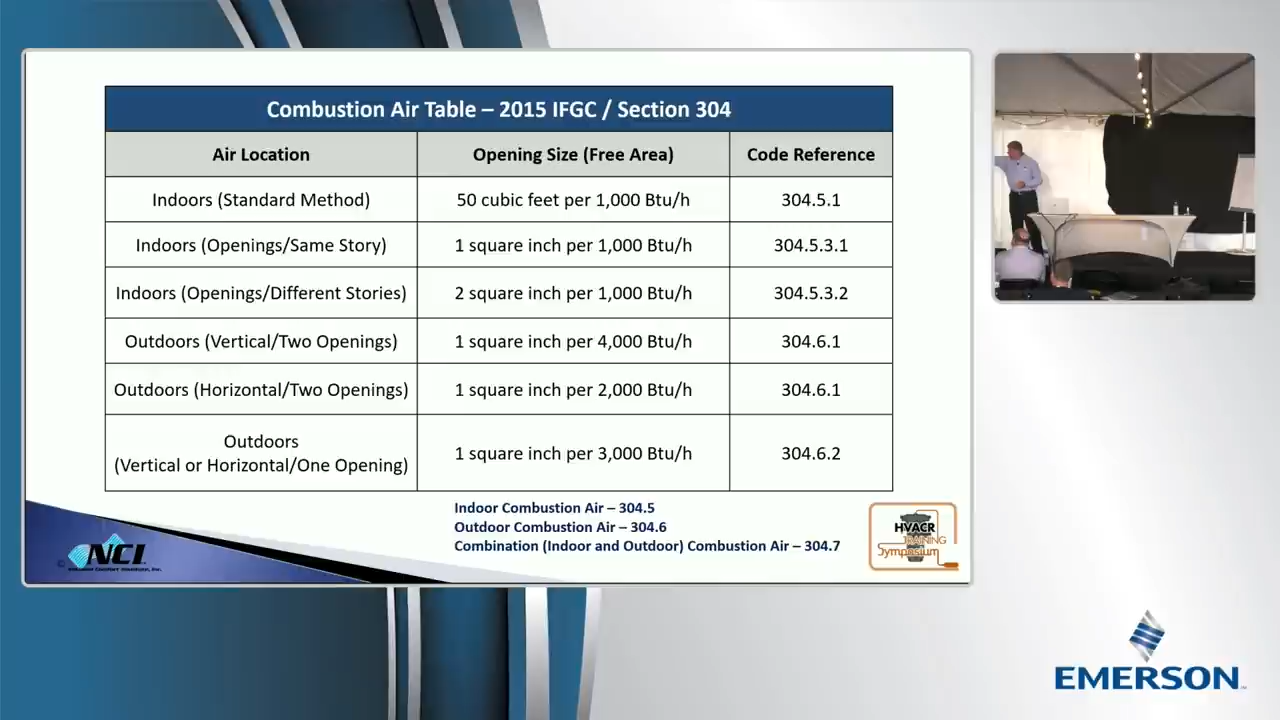 Combustion Air Table – 2015 IFGC / Section 304
Air Location
Opening Size (Free Area)
Code Reference
Indoors (Standard Method)
50 cubic feet per 1,000 Btu/h
304.5.1
Indoors (Openings/Same Story)
1 square inch per 1,000 Btu/h
304.5.3.1
Indoors (Openings/Different Stories)
2 square inch per 1,000 Btu/h
304.5.3.2
Outdoors (Vertical/Two Openings)
1 square inch per 4,000 Btu/h
304.6.1
Outdoors (Horizontal/Two Openings)
1 square inch per 2,000 Btu/h
304.6.1
Outdoors
(Vertical or Horizontal/One Opening)
1 square inch per 3,000 Btu/h
304.6.2
Indoor Combustion Air – 304.5
Outdoor Combustion Air – 304.6
Combination (Indoor and Outdoor) Combustion Air – 304.7
NCI
HVACR
TRAINING
Symposium
EMERSON